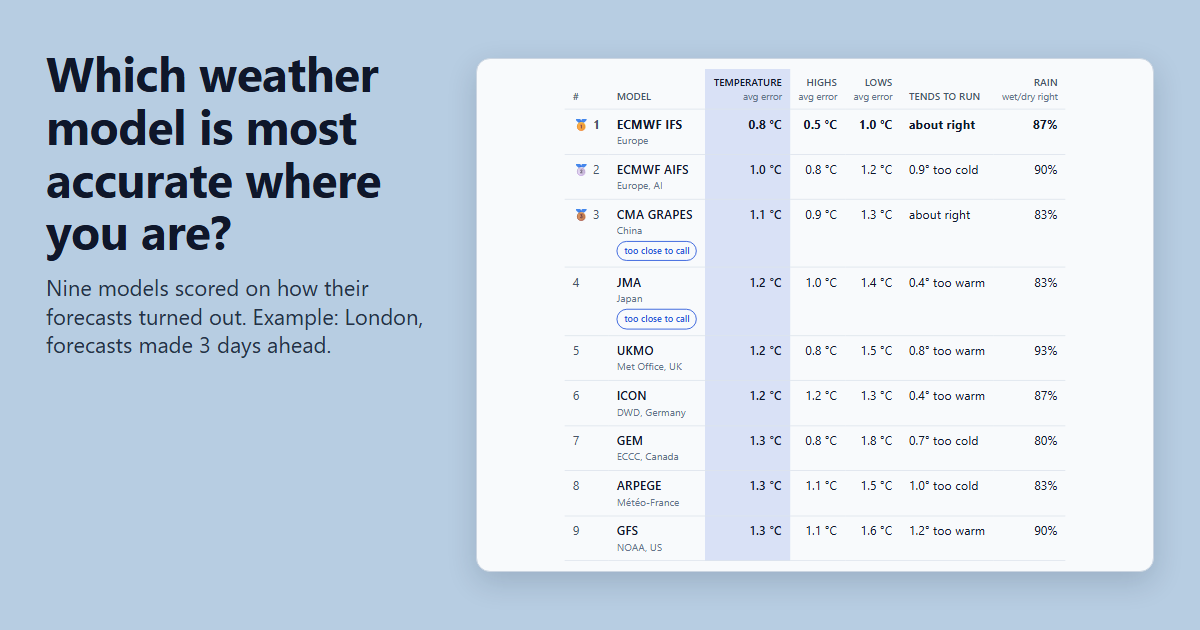 Which weather
model is most
accurate where
you are?
Nine models scored on how their
forecasts turned out. Example: London,
forecasts made 3 days ahead.
# MODEL TEMPERATURE avg error HIGHS avg error LOWS avg error TENDS TO RUN RAIN wet/dry right
1 ECMWF IFS 0.8 °C 0.5 °C 1.0 °C about right 87%
Europe
2 ECMWF AIFS 1.0 °C 0.8 °C 1.2 °C 0.9° too cold 90%
Europe, AI
3 CMA GRAPES 1.1 °C 0.9 °C 1.3 °C about right 83%
China
too close to call
4 JMA 1.2 °C 1.0 °C 1.4 °C 0.4° too warm 83%
Japan
too close to call
5 UKMO 1.2 °C 0.8 °C 1.5 °C 0.8° too warm 93%
Met Office, UK
6 ICON 1.2 °C 1.2 °C 1.3 °C 0.4° too warm 87%
DWD, Germany
7 GEM 1.3 °C 0.8 °C 1.8 °C 0.7° too cold 80%
ECCC, Canada
8 ARPEGE 1.3 °C 1.1 °C 1.5 °C 1.0° too cold 83%
Météo-France
9 GFS 1.3 °C 1.1 °C 1.6 °C 1.2° too warm 90%
NOAA, US